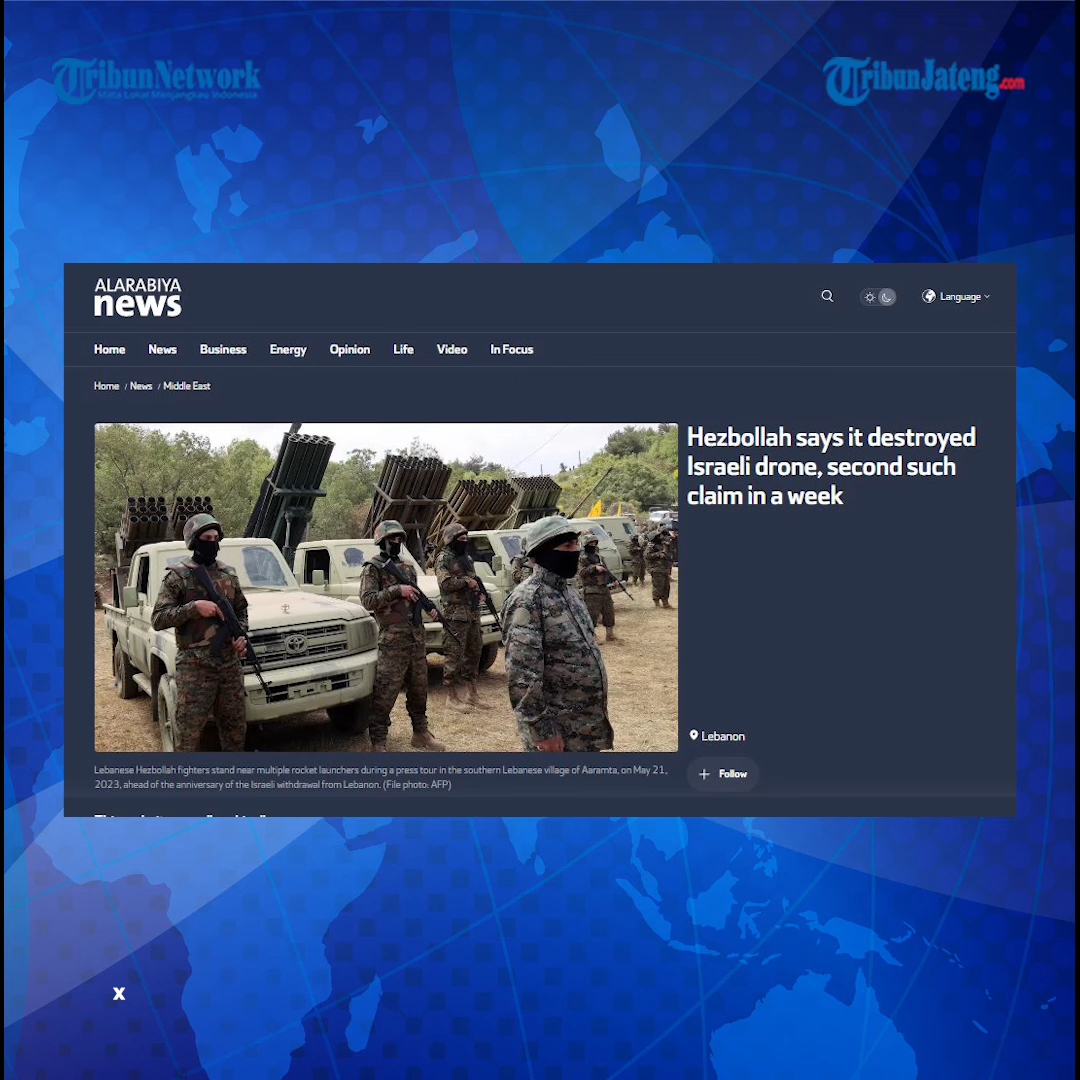 TribunNetwork
Mata Lokal Menjangkau Indonesia
TribunJateng.com
ALARABIYA
news
Language
Home News Business Energy Opinion Life Video In Focus
Home / News / Middle East
Hezbollah says it destroyed
Israeli drone, second such
claim in a week
Lebanon
+ Follow
Lebanese Hezbollah fighters stand near multiple rocket launchers during a press tour in the southern Lebanese village of Aaramta, on May 21,
2023, ahead of the anniversary of the Israeli withdrawal from Lebanon. (File photo: AFP)
X